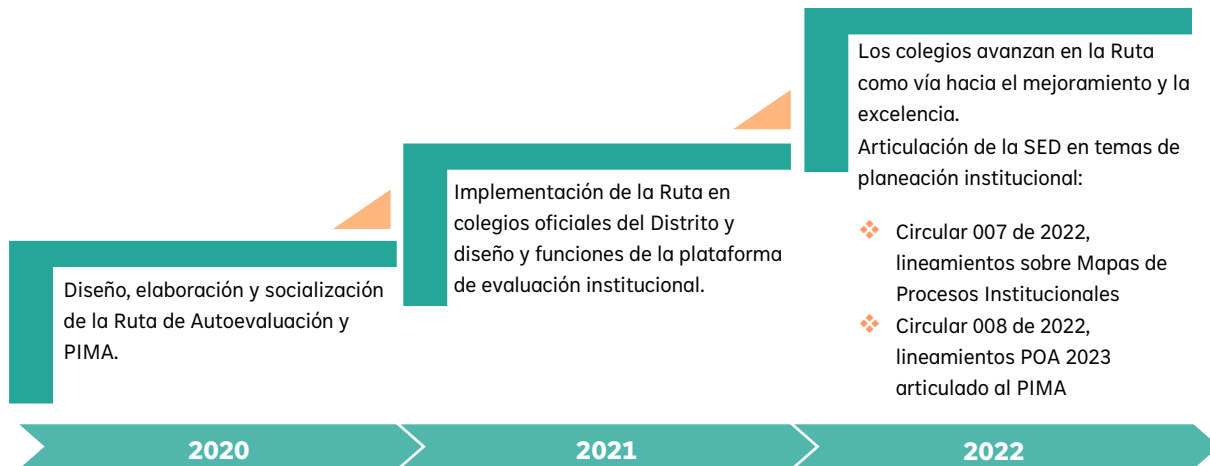 Diseño, elaboración y socialización
de la Ruta de Autoevaluación y
PIMA.
Implementación de la Ruta en
colegios oficiales del Distrito y
diseño y funciones de la plataforma
de evaluación institucional.
Los colegios avanzan en la Ruta
como vía hacia el mejoramiento y la
excelencia.
Articulación de la SED en temas de
planeación institucional:
Circular 007 de 2022,
lineamientos sobre Mapas de
Procesos Institucionales
Circular 008 de 2022,
lineamientos POA 2023
articulado al PIMA
2020
2021
2022